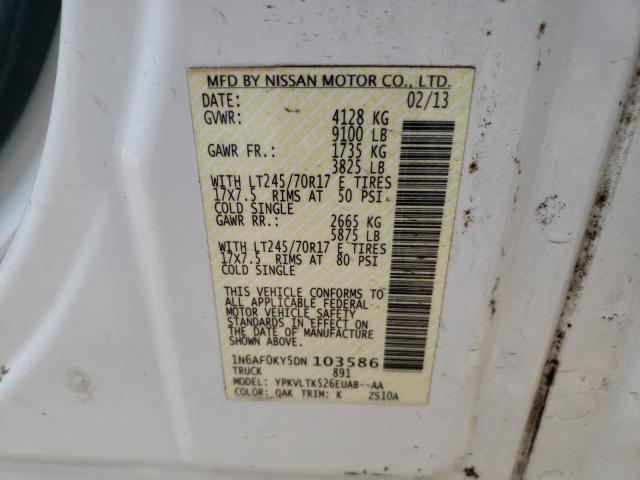 MFD BY NISSAN MOTOR CO., LTD.
DATE: 02/13
GVWR: 4128 KG
9100 LB
GAWR FR.: 1735 KG
3825 LB
WITH LT245/70R17 E TIRES
17X7.5 RIMS AT 50 PSI
COLD SINGLE
GAWR RR.: 2665 KG
5875 LB
WITH LT245/70R17 E TIRES
17X7.5 RIMS AT 80 PSI
COLD SINGLE
THIS VEHICLE CONFORMS TO
ALL APPLICABLE FEDERAL
MOTOR VEHICLE SAFETY
STANDARDS IN EFFECT ON THE
DATE OF MANUFACTURE
SHOWN ABOVE.
1N6AF0KY5DN 103586
TRUCK 891
MODEL: YPKVLTK526EUAB--AA
COLOR: QAK TRIM: K ZS10A